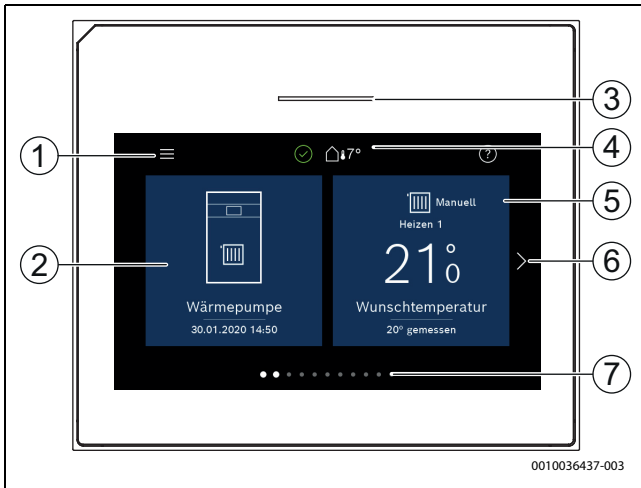 3
7°
?
4
1
Manuell
Heizen 1
5
21°0
2
6
Wärmepumpe
30.01.2020 14:50
Wunschtemperatur
20° gemessen
7
0010036437-003